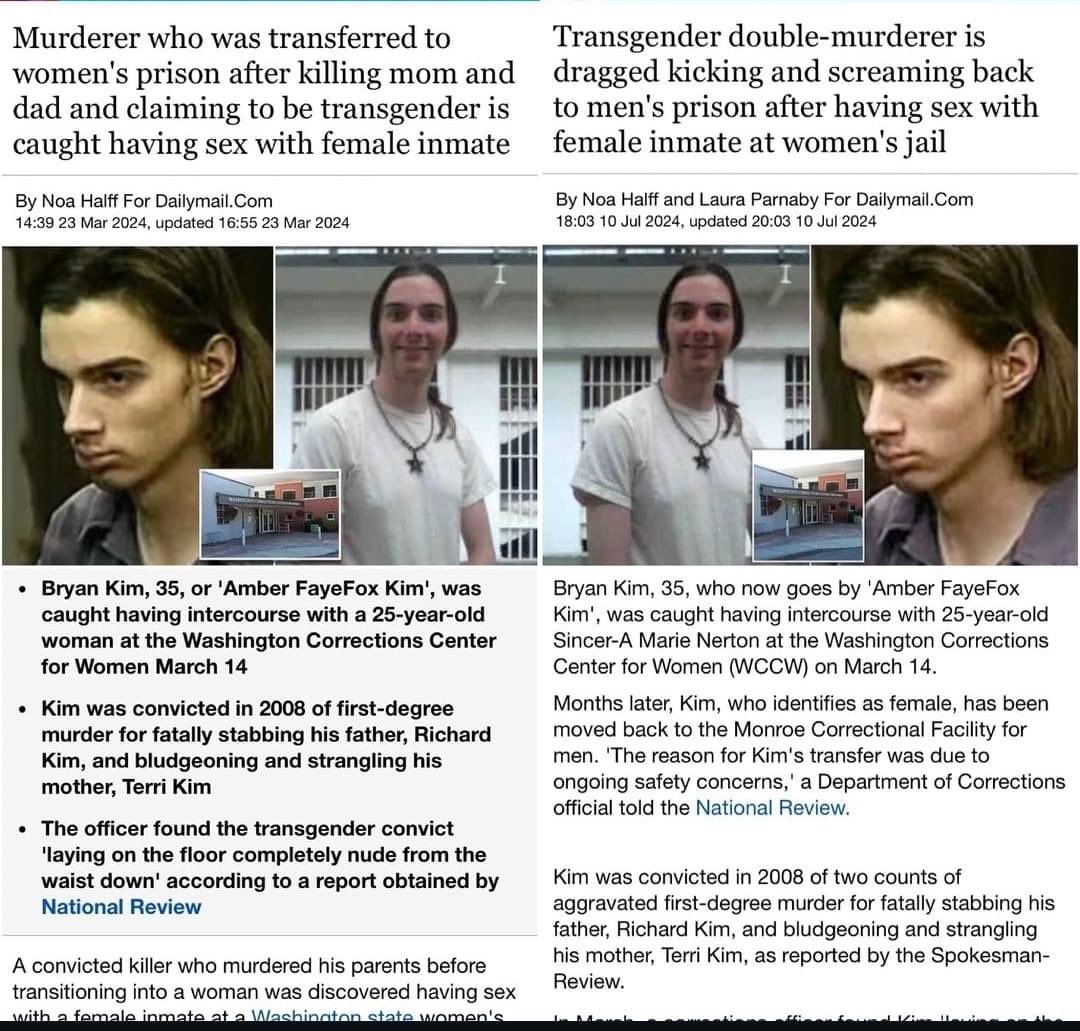 Murderer who was transferred to
women's prison after killing mom and
dad and claiming to be transgender is
caught having sex with female inmate
By Noa Halff For Dailymail.Com
14:39 23 Mar 2024, updated 16:55 23 Mar 2024
• Bryan Kim, 35, or 'Amber FayeFox Kim', was
caught having intercourse with a 25-year-old
woman at the Washington Corrections Center
for Women March 14
• Kim was convicted in 2008 of first-degree
murder for fatally stabbing his father, Richard
Kim, and bludgeoning and strangling his
mother, Terri Kim
• The officer found the transgender convict
'laying on the floor completely nude from the
waist down' according to a report obtained by
National Review
A convicted killer who murdered his parents before
transitioning into a woman was discovered having sex
with a female inmate at a Washington state women's
Transgender double-murderer is
dragged kicking and screaming back
to men's prison after having sex with
female inmate at women's jail
By Noa Halff and Laura Parnaby For Dailymail.Com
18:03 10 Jul 2024, updated 20:03 10 Jul 2024
Bryan Kim, 35, who now goes by 'Amber FayeFox
Kim', was caught having intercourse with 25-year-old
Sincer-A Marie Nerton at the Washington Corrections
Center for Women (WCCW) on March 14.
Months later, Kim, who identifies as female, has been
moved back to the Monroe Correctional Facility for
men. 'The reason for Kim's transfer was due to
ongoing safety concerns,' a Department of Corrections
official told the National Review.
Kim was convicted in 2008 of two counts of
aggravated first-degree murder for fatally stabbing his
father, Richard Kim, and bludgeoning and strangling
his mother, Terri Kim, as reported by the Spokesman-
Review.